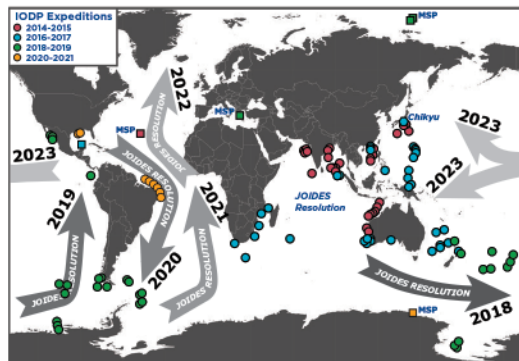 IODP Expeditions
2014-2015
2016-2017
2018-2019
2020-2021
MSP
2022
JOIDES RESOLUTION
MSP
MSP
Chikyu
2023
2023
JOIDES RESOLUTION
2023
2019
JOIDES
Resolution
2021
JOIDES RESOLUTION
2020
JOIDES RESOLUTION
JOIDES RESOLUTION
2018
MSP